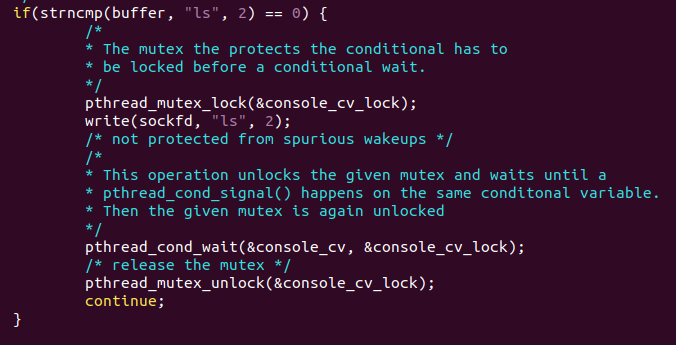 if(strncmp(buffer, "ls", 2) == 0) {
/*
* The mutex the protects the conditional has to
* be locked before a conditional wait.
*/
pthread_mutex_lock(&console_cv_lock);
write(sockfd, "ls", 2);
/* not protected from spurious wakeups */
/*
* This operation unlocks the given mutex and waits until a
* pthread_cond_signal() happens on the same conditonal variable.
* Then the given mutex is again unlocked
*/
pthread_cond_wait(&console_cv, &console_cv_lock);
/* release the mutex */
pthread_mutex_unlock(&console_cv_lock);
continue;
}